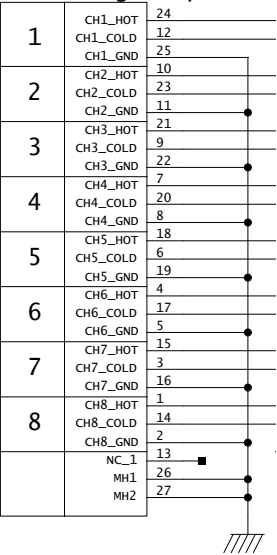 CH1_HOT 24
1 CH1_COLD 12
CH1_GND 25
CH2_HOT 10
2 CH2_COLD 23
CH2_GND 11
CH3_HOT 21
3 CH3_COLD 9
CH3_GND 22
CH4_HOT 7
4 CH4_COLD 20
CH4_GND 8
CH5_HOT 18
5 CH5_COLD 6
CH5_GND 19
CH6_HOT 4
6 CH6_COLD 17
CH6_GND 5
CH7_HOT 15
7 CH7_COLD 3
CH7_GND 16
CH8_HOT 1
8 CH8_COLD 14
CH8_GND 2
NC_1 13
MH1 26
MH2 27